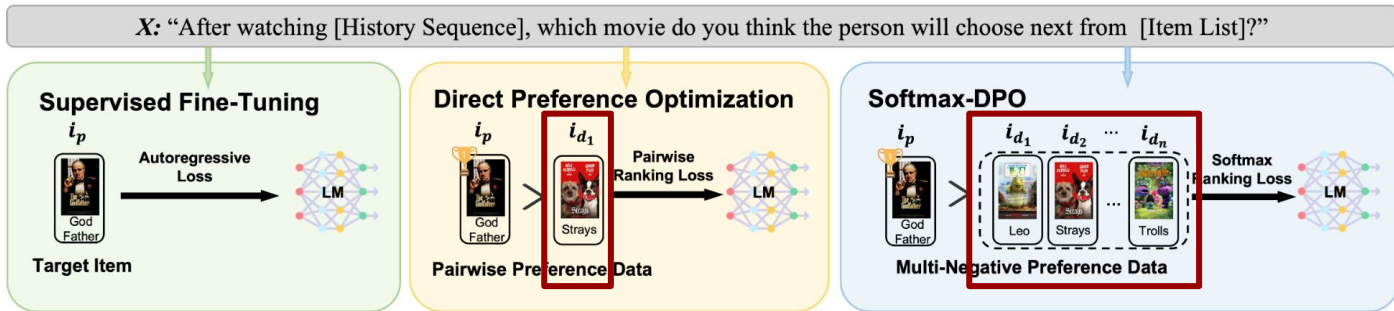 X: “After watching [History Sequence], which movie do you think the person will choose next from [Item List]?”
Supervised Fine-Tuning
i_p
God
Father
Target Item
Autoregressive
Loss
LM
Direct Preference Optimization
i_p
God
Father
i_{d_1}
Strays
Strays
Pairwise Preference Data
Pairwise
Ranking Loss
LM
Softmax-DPO
i_p
God
Father
i_{d_1}
i_{d_2}
...
i_{d_n}
Leo
Strays
Strays
...
Trolls
Multi-Negative Preference Data
Softmax
Ranking Loss
LM